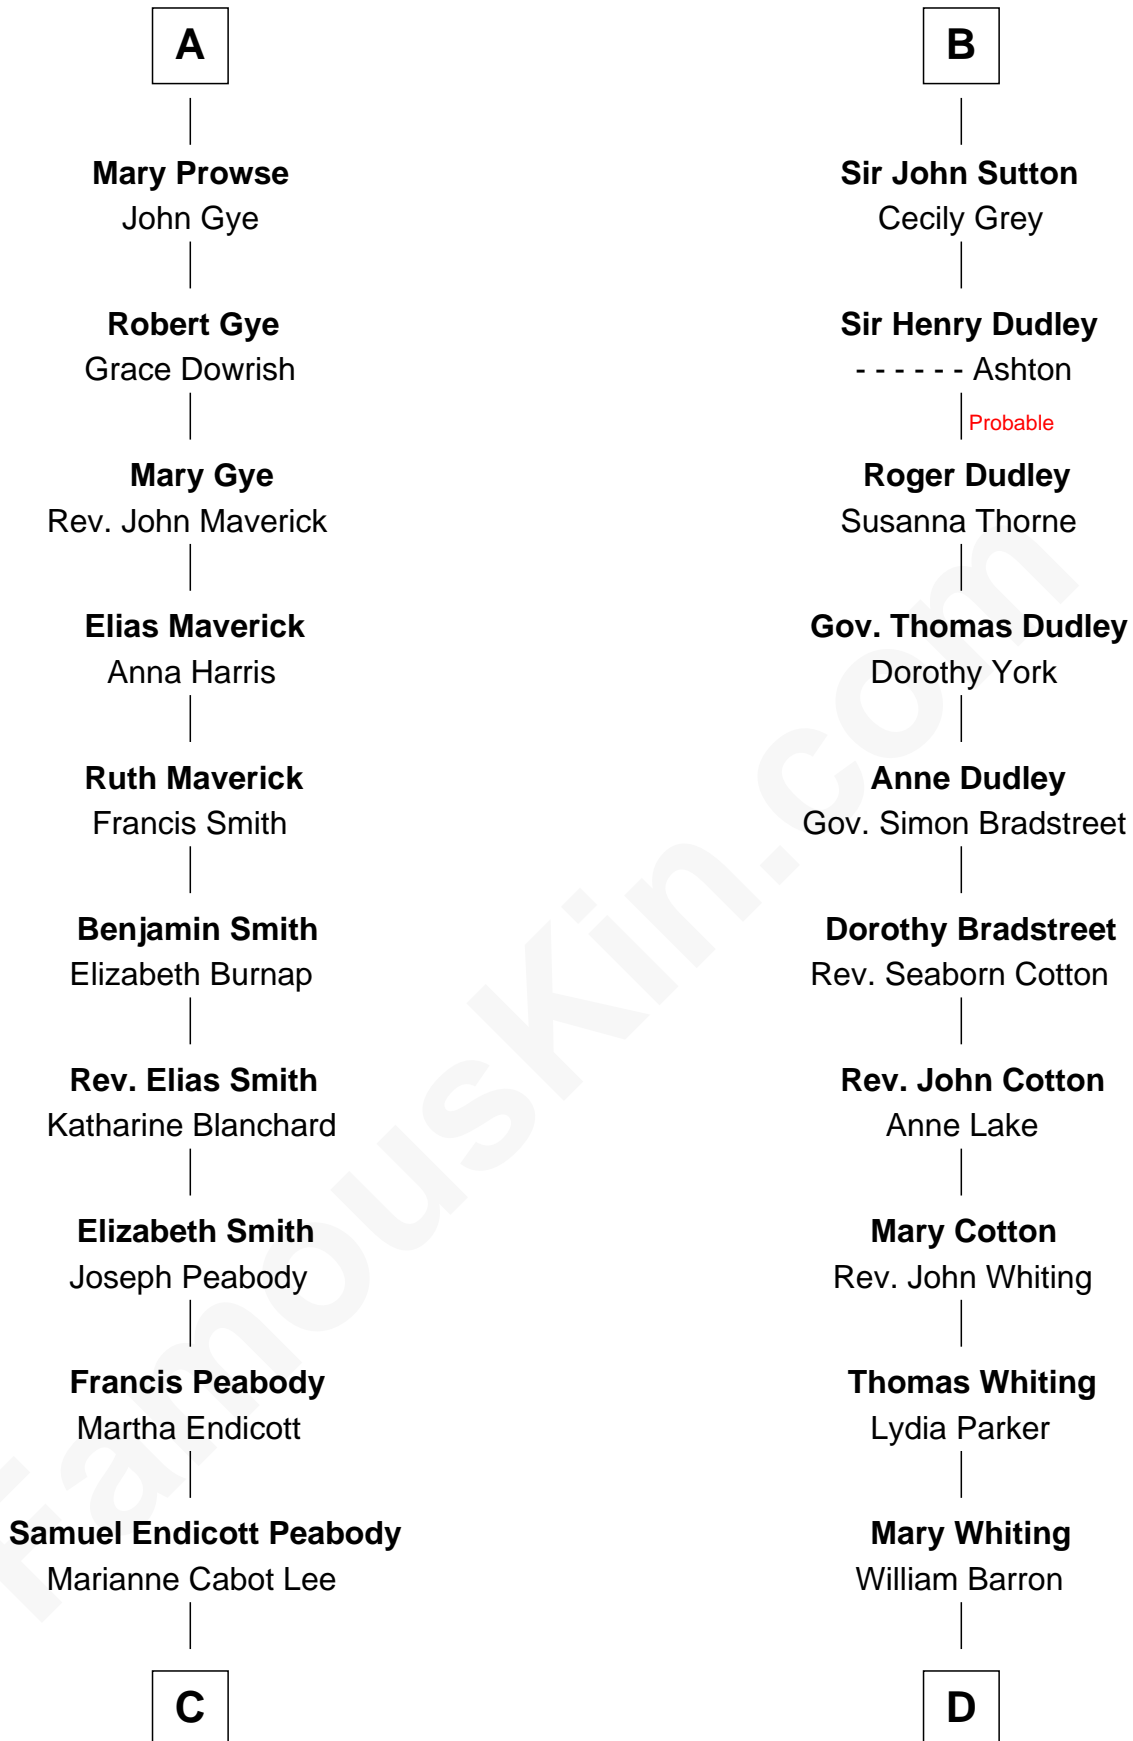 A
Mary Prowse
John Gye
Robert Gye
Grace Dowrish
Mary Gye
Rev. John Maverick
Elias Maverick
Anna Harris
Ruth Maverick
Francis Smith
Benjamin Smith
Elizabeth Burnap
Rev. Elias Smith
Katharine Blanchard
Elizabeth Smith
Joseph Peabody
Francis Peabody
Martha Endicott
Samuel Endicott Peabody
Marianne Cabot Lee
C
B
Sir John Sutton
Cecily Grey
Sir Henry Dudley
- - - - - - Ashton
Probable
Roger Dudley
Susanna Thorne
Gov. Thomas Dudley
Dorothy York
Anne Dudley
Gov. Simon Bradstreet
Dorothy Bradstreet
Rev. Seaborn Cotton
Rev. John Cotton
Anne Lake
Mary Cotton
Rev. John Whiting
Thomas Whiting
Lydia Parker
Mary Whiting
William Barron
D
FamousKin.com